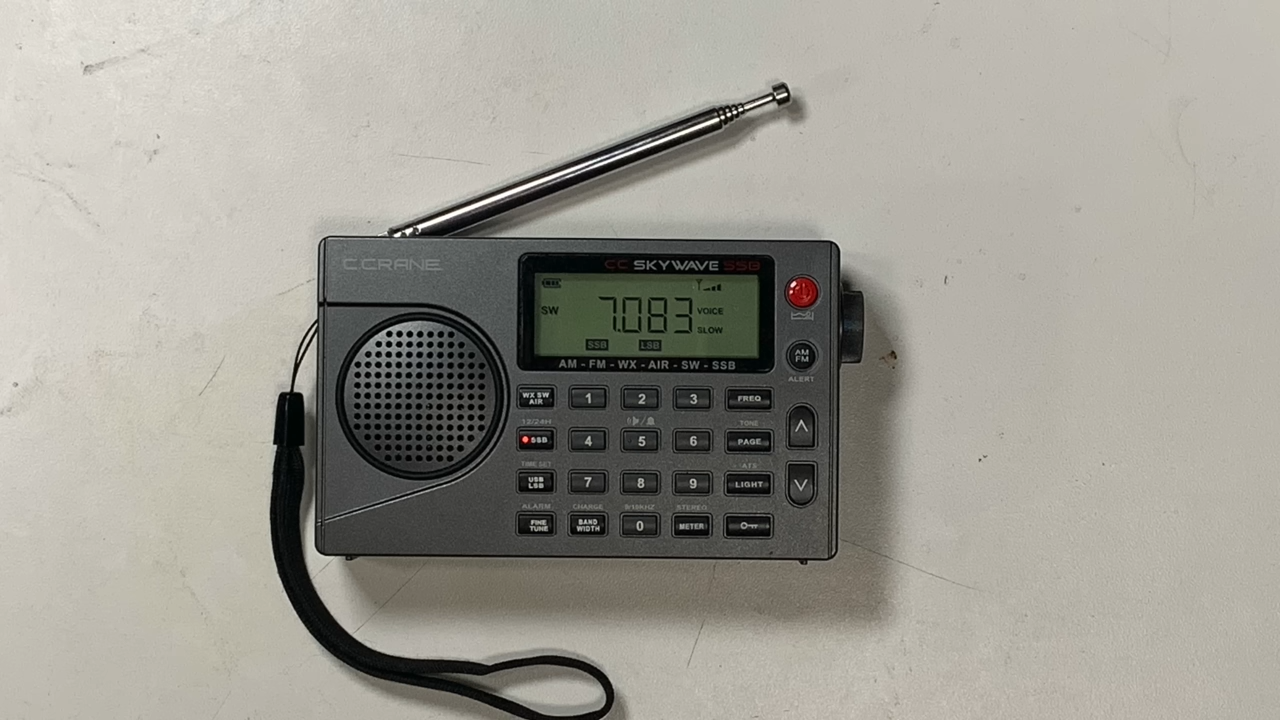 C.CRANE
CC SKYWAVE SSB
SW 7.083 VOICE
SLOW
SSB LSB
AM - FM - WX - AIR - SW - SSB
AM
FM
ALERT
WX SW
AIR
1 2 3 FREQ
12/24H TONE
SSB 4 5 6 PAGE
TIME SET ATS
USB
LSB
7 8 9 LIGHT
ALARM CHARGE 9/10KHZ STEREO
FINE
TUNE
BAND
WIDTH
0 METER